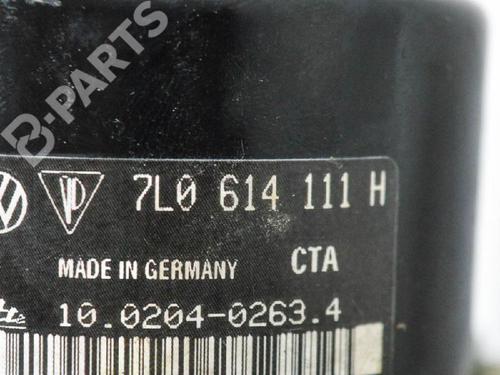 B-PARTS
7L0 614 111 H
MADE IN GERMANY CTA
10.0204-0263.4